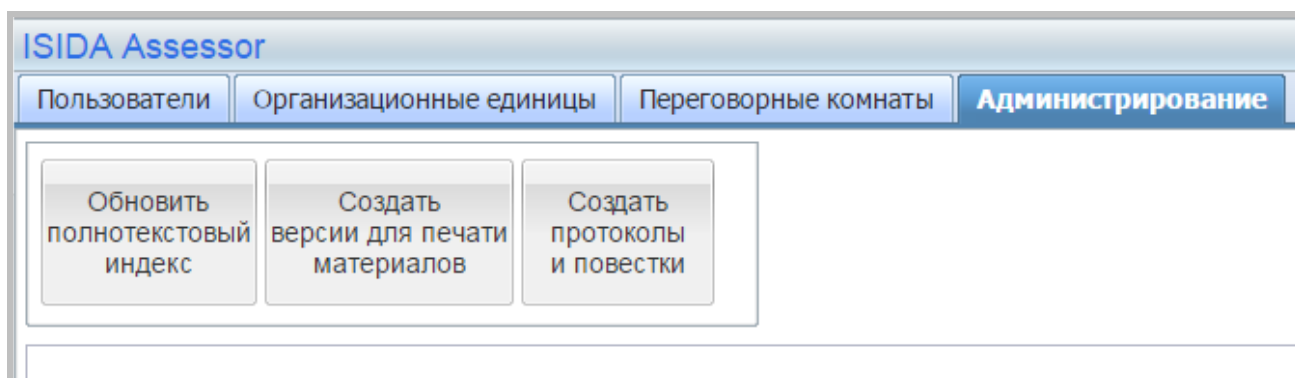 ISIDA Assessor
Пользователи Организационные единицы Переговорные комнаты Администрирование
Обновить
полнотекстовый
индекс
Создать
версии для печати
материалов
Создать
протоколы
и повестки